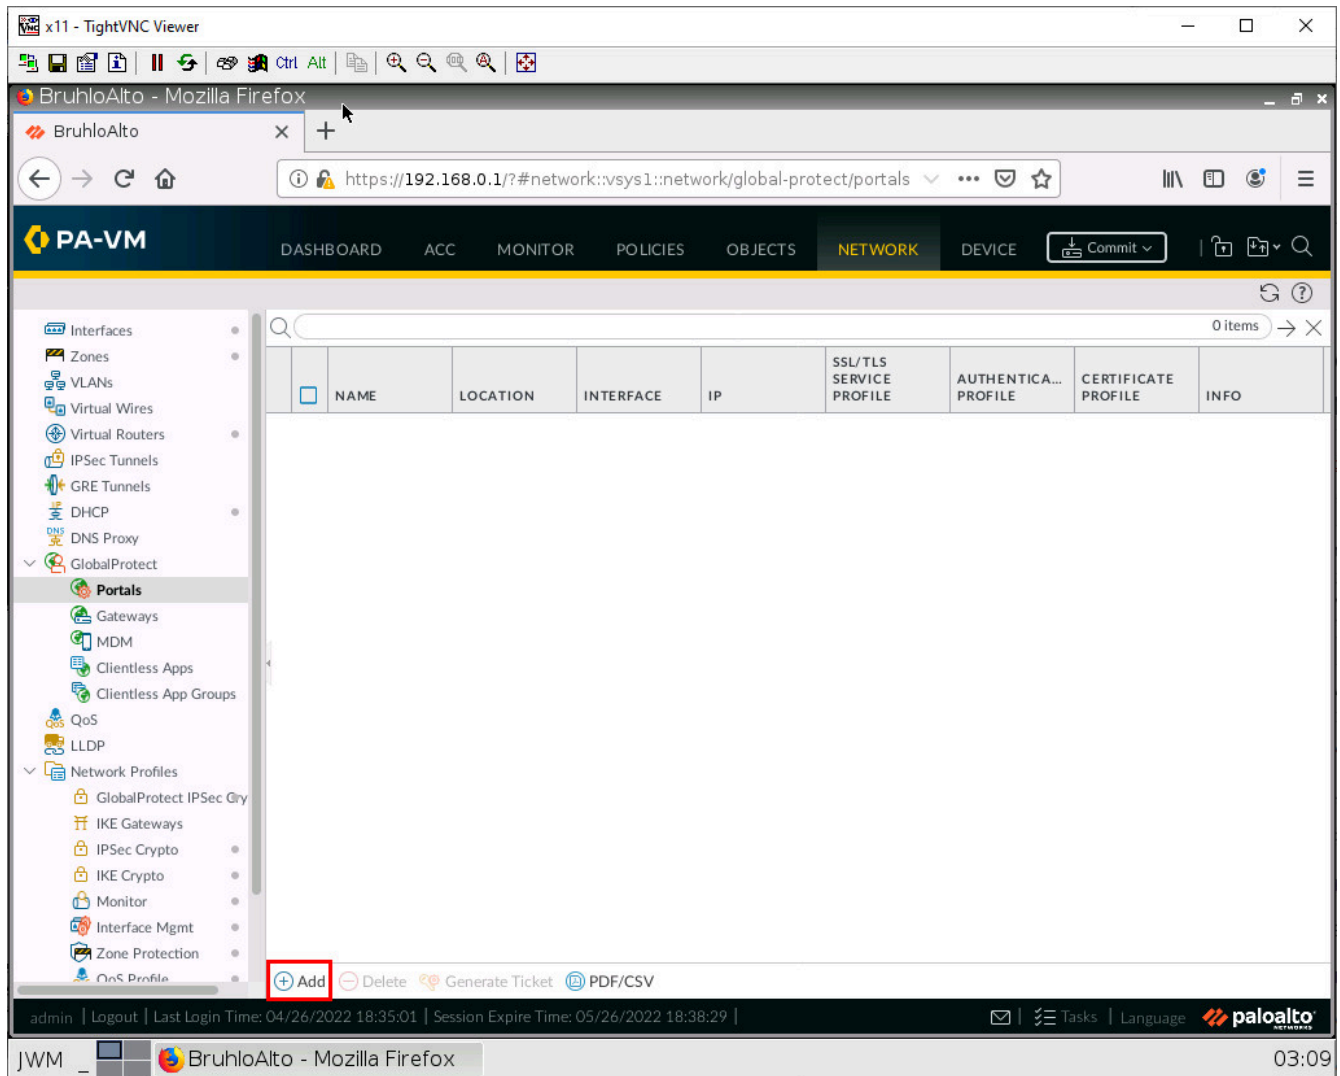 x11 - TightVNC Viewer
Ctrl Alt
BruhloAlto - Mozilla Firefox
BruhloAlto
https://192.168.0.1/?#network::vsys1::network/global-protect/portals
PA-VM
DASHBOARD ACC MONITOR POLICIES OBJECTS NETWORK DEVICE Commit
0 items
NAME LOCATION INTERFACE IP SSL/TLS SERVICE PROFILE AUTHENTICA... PROFILE CERTIFICATE PROFILE INFO
Interfaces
Zones
VLANs
Virtual Wires
Virtual Routers
IPSec Tunnels
GRE Tunnels
DHCP
DNS Proxy
GlobalProtect
Portals
Gateways
MDM
Clientless Apps
Clientless App Groups
QoS
LLDP
Network Profiles
GlobalProtect IPSec Cry
IKE Gateways
IPSec Crypto
IKE Crypto
Monitor
Interface Mgmt
Zone Protection
QoS Profile
Add Delete Generate Ticket PDF/CSV
admin | Logout | Last Login Time: 04/26/2022 18:35:01 | Session Expire Time: 05/26/2022 18:38:29 | Tasks | Language paloalto NETWORKS
JWM _ BruhloAlto - Mozilla Firefox 03:09